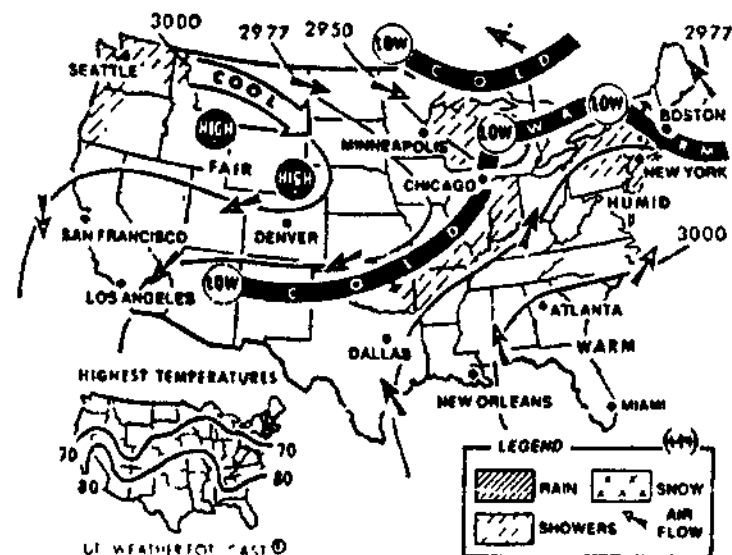 3000
2977 2950
2977
LOW
COLD
SEATTLE
COOL
LOW
LOW
WARM
BOSTON
HIGH
MINNEAPOLIS
FAIR
HIGH
CHICAGO
NEW YORK
HUMID
SAN FRANCISCO
DENVER
3000
LOW
COLD
LOS ANGELES
ATLANTA
DALLAS
WARM
HIGHEST TEMPERATURES
NEW ORLEANS
MIAMI
70
70
80
80
LEGEND
RAIN
SNOW
SHOWERS
AIR
FLOW